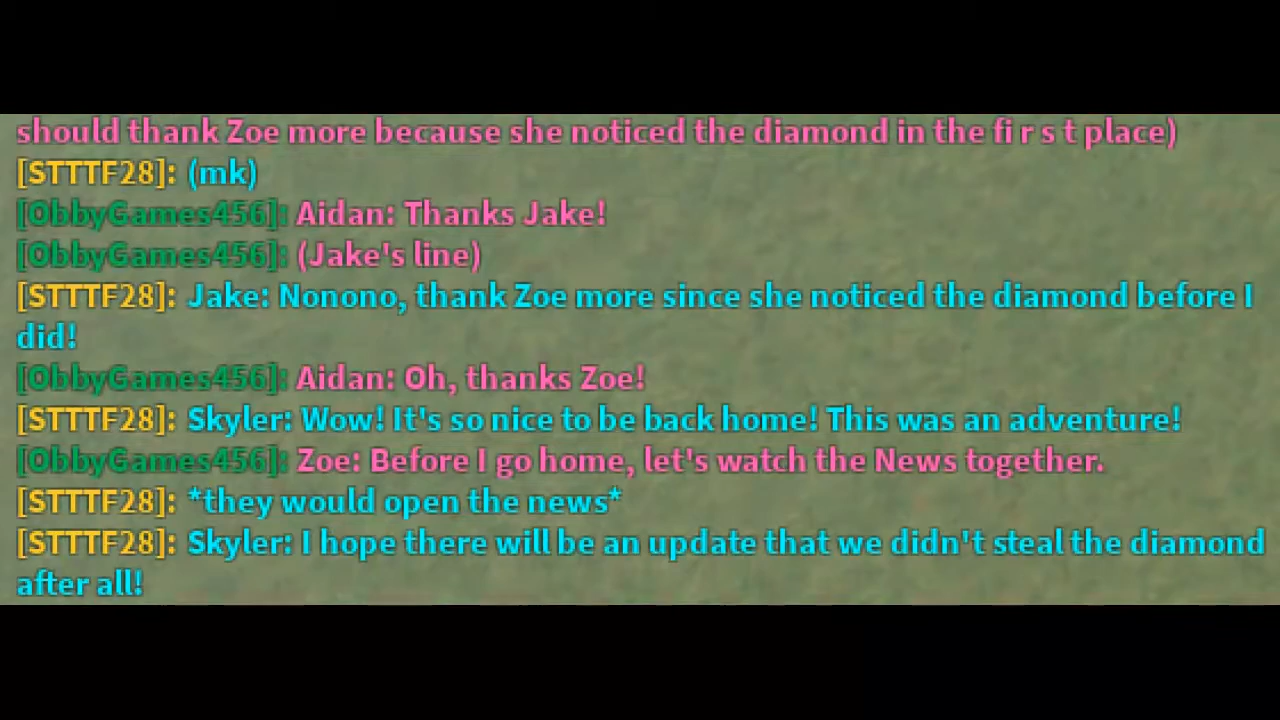 should thank Zoe more because she noticed the diamond in the fi r s t place)
[STTTF28]: (mk)
[ObbyGames456]: Aidan: Thanks Jake!
[ObbyGames456]: (Jake's line)
[STTTF28]: Jake: Nonono, thank Zoe more since she noticed the diamond before I
did!
[ObbyGames456]: Aidan: Oh, thanks Zoe!
[STTTF28]: Skyler: Wow! It's so nice to be back home! This was an adventure!
[ObbyGames456]: Zoe: Before I go home, let's watch the News together.
[STTTF28]: *they would open the news*
[STTTF28]: Skyler: I hope there will be an update that we didn't steal the diamond
after all!